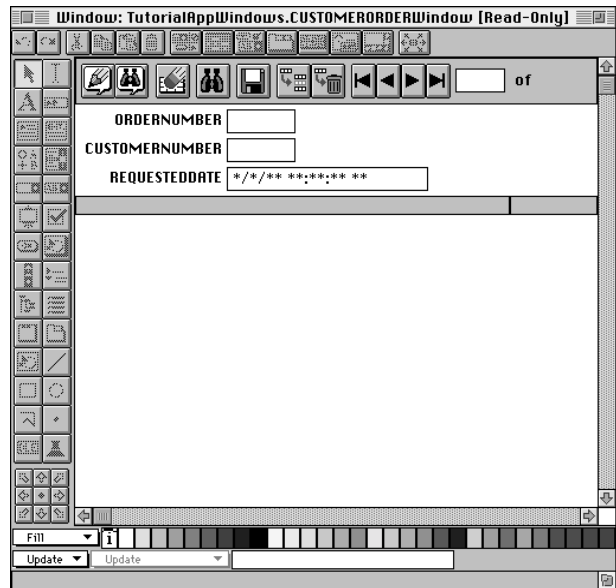 Window: TutorialAppWindows.CUSTOMERORDERWindow [Read-Only]
of
ORDERNUMBER
CUSTOMERNUMBER
REQUESTEDDATE */*/** **:**:** **
Fill
Update Update